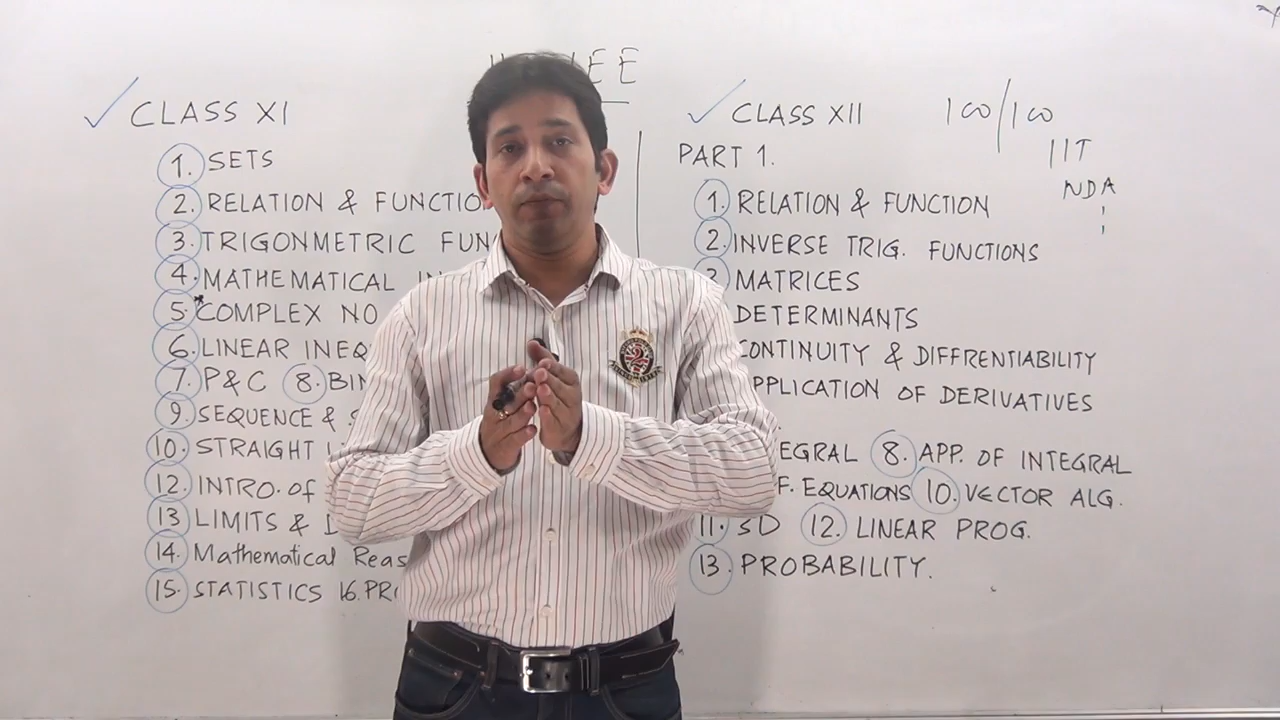 EE
✓ CLASS XI
1. SETS
2. RELATION & FUNCTIO
3. TRIGONMETRIC FUN
4. MATHEMATICAL IN
5. COMPLEX NO
6. LINEAR INEQ
7. P&C 8. BIN
9. SEQUENCE & S
10. STRAIGHT L
12. INTRO. OF
13 LIMITS & D
14. Mathematical Reas
15. STATISTICS 16. PR
✓ CLASS XII
PART 1.
1. RELATION & FUNCTION
2. INVERSE TRIG. FUNCTIONS
3 MATRICES
DETERMINANTS
CONTINUITY & DIFFRENTIABILITY
PPLICATION OF DERIVATIVES
EGRAL 8. APP. OF INTEGRAL
F. EQUATIONS 10. VECTOR ALG.
11. 3D 12. LINEAR PROG.
13. PROBABILITY.
100/100
IIT
NDA